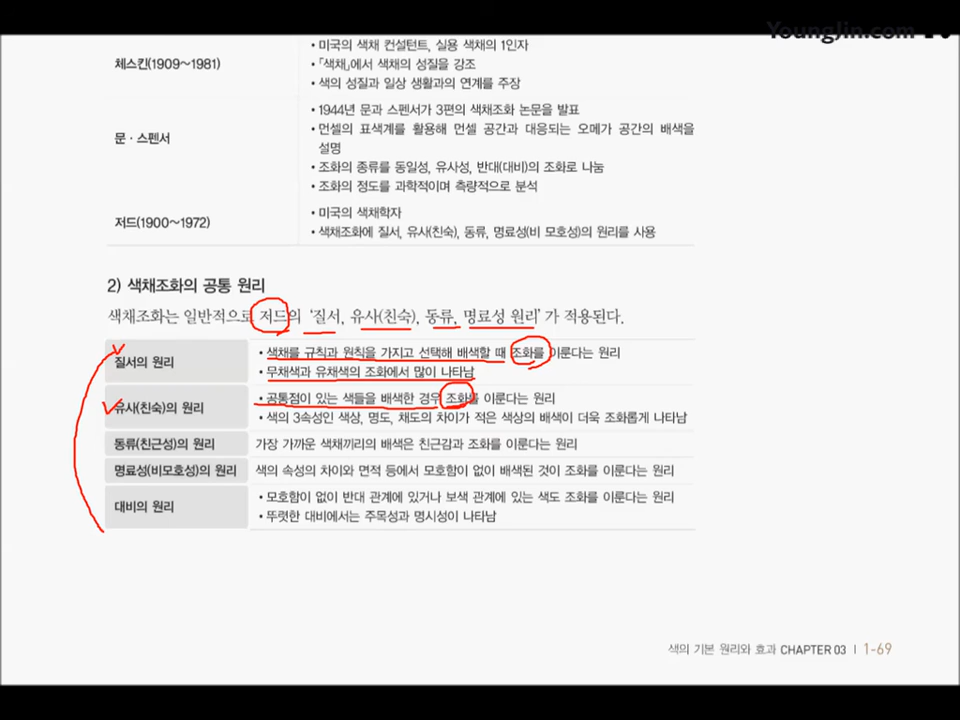 YoungJin.com
체스킨(1909~1981)
• 미국의 색채 컨설턴트, 실용 색채의 1인자
• 「색채」에서 색채의 성질을 강조
• 색의 성질과 일상 생활과의 연계를 주장
문 · 스펜서
• 1944년 문과 스펜서가 3편의 색채조화 논문을 발표
• 먼셀의 표색계를 활용해 먼셀 공간과 대응되는 오메가 공간의 배색을
설명
• 조화의 종류를 동일성, 유사성, 반대(대비)의 조화로 나눔
• 조화의 정도를 과학적이며 측량적으로 분석
저드(1900~1972)
• 미국의 색채학자
• 색채조화에 질서, 유사(친숙), 동류, 명료성(비 모호성)의 원리를 사용
2) 색채조화의 공통 원리
색채조화는 일반적으로 저드의 '질서, 유사(친숙), 동류, 명료성 원리'가 적용된다.
질서의 원리
• 색채를 규칙과 원칙을 가지고 선택해 배색할 때 조화를 이룬다는 원리
• 무채색과 유채색의 조화에서 많이 나타남
유사(친숙)의 원리
• 공통점이 있는 색들을 배색한 경우 조화를 이룬다는 원리
• 색의 3속성인 색상, 명도, 채도의 차이가 적은 색상의 배색이 더욱 조화롭게 나타남
동류(친근성)의 원리
가장 가까운 색채끼리의 배색은 친근감과 조화를 이룬다는 원리
명료성(비모호성)의 원리
색의 속성의 차이와 면적 등에서 모호함이 없이 배색된 것이 조화를 이룬다는 원리
대비의 원리
• 모호함이 없이 반대 관계에 있거나 보색 관계에 있는 색도 조화를 이룬다는 원리
• 뚜렷한 대비에서는 주목성과 명시성이 나타남
색의 기본 원리와 효과 CHAPTER 03 | 1-69